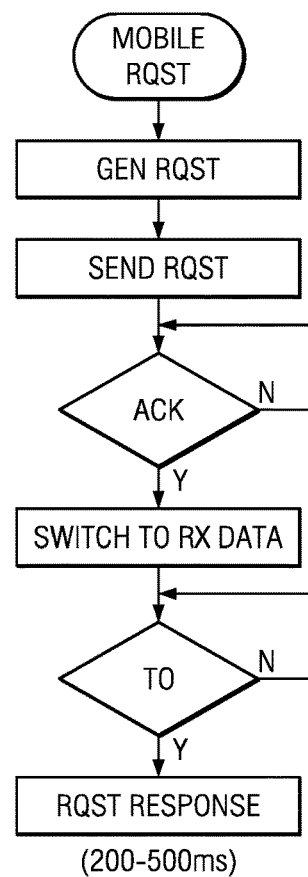 MOBILE
RQST
GEN RQST
SEND RQST
ACK
N
Y
SWITCH TO RX DATA
TO
N
Y
RQST RESPONSE
(200-500ms)